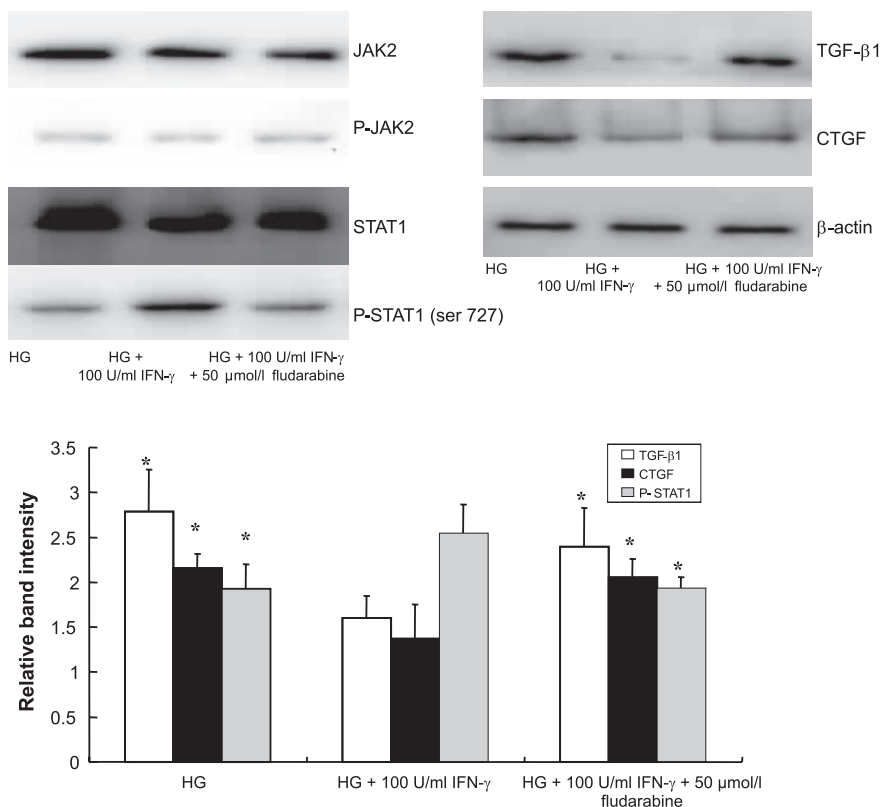 JAK2
P-JAK2
STAT1
P-STAT1 (ser 727)
HG
HG +
100 U/ml IFN-γ
HG + 100 U/ml IFN-γ
+ 50 μmol/l fludarabine
TGF-β1
CTGF
β-actin
HG
HG +
100 U/ml IFN-γ
HG + 100 U/ml IFN-γ
+ 50 μmol/l fludarabine
Relative band intensity
3.5
3
2.5
2
1.5
1
0.5
0
TGF-β1
CTGF
P-STAT1
*
*
*
*
*
*
HG
HG + 100 U/ml IFN-γ
HG + 100 U/ml IFN-γ + 50 μmol/l
fludarabine